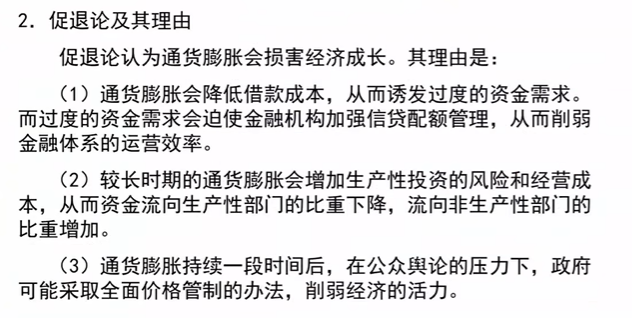 2．促退论及其理由
促退论认为通货膨胀会损害经济成长。其理由是：
（1）通货膨胀会降低借款成本，从而诱发过度的资金需求。
而过度的资金需求会迫使金融机构加强信贷配额管理，从而削弱
金融体系的运营效率。
（2）较长时期的通货膨胀会增加生产性投资的风险和经营成
本，从而资金流向生产性部门的比重下降，流向非生产性部门的
比重增加。
（3）通货膨胀持续一段时间后，在公众舆论的压力下，政府
可能采取全面价格管制的办法，削弱经济的活力。